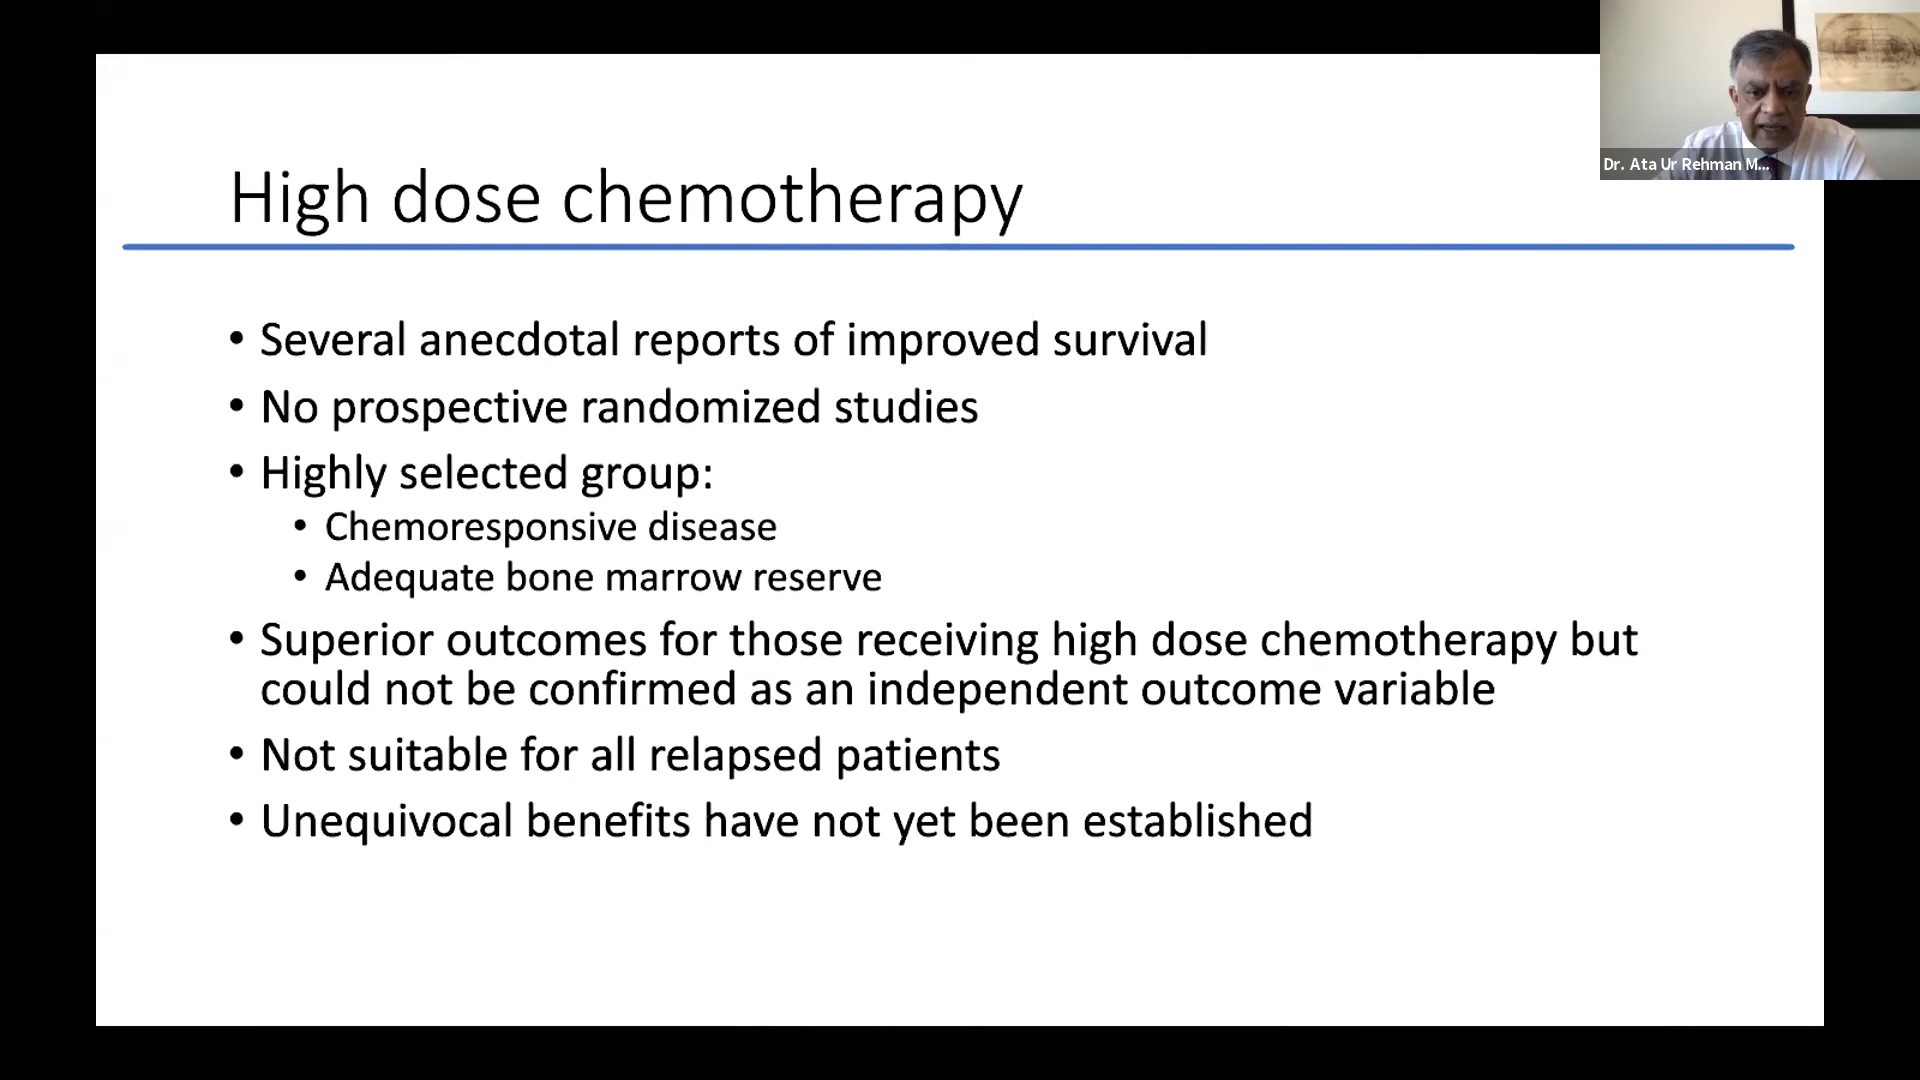 Dr. Ata Ur Rehman M...
High dose chemotherapy
• Several anecdotal reports of improved survival
• No prospective randomized studies
• Highly selected group:
• Chemoresponsive disease
• Adequate bone marrow reserve
• Superior outcomes for those receiving high dose chemotherapy but
could not be confirmed as an independent outcome variable
• Not suitable for all relapsed patients
• Unequivocal benefits have not yet been established